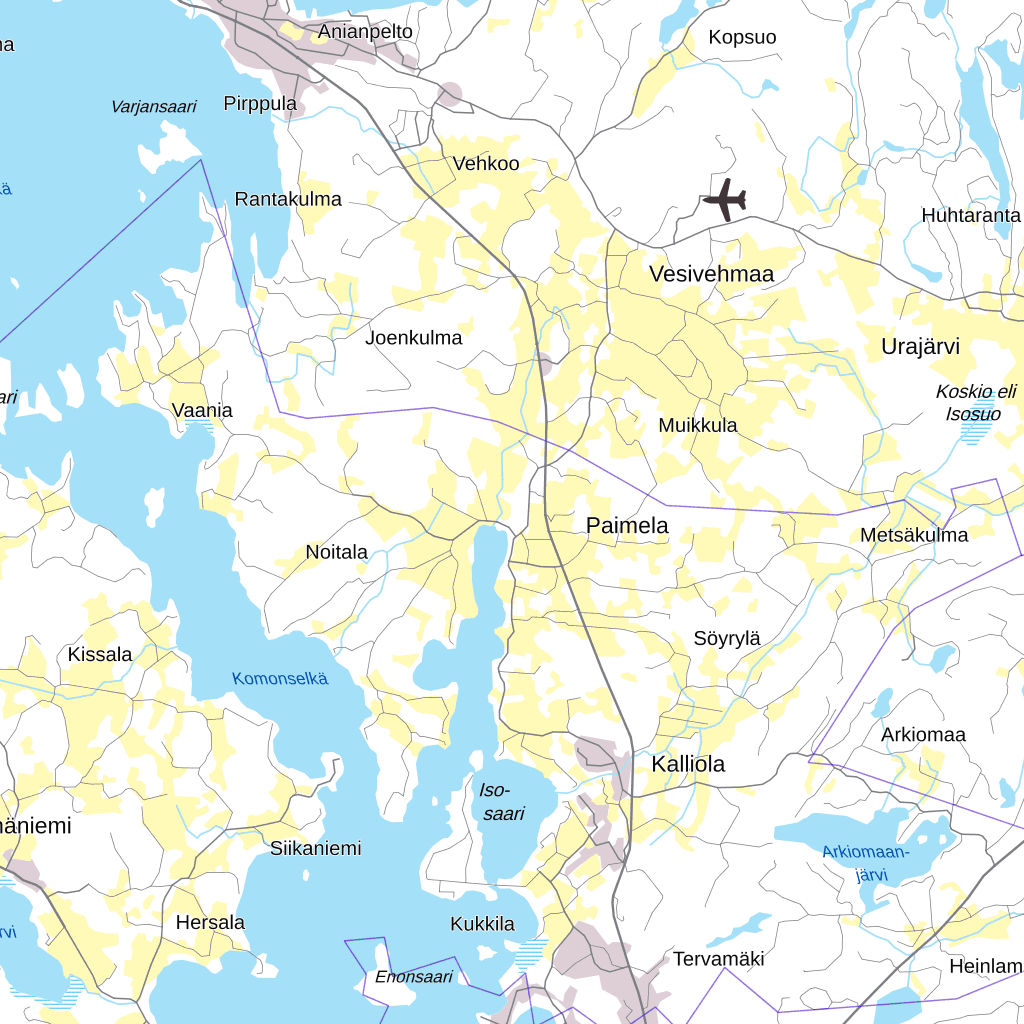 Anianpelto
Kopsuo
Varjansaari
Pirppula
Vehkoo
Rantakulma
Huhtaranta
Vesivehmaa
Joenkulma
Urajärvi
Koskio eli
Isosuo
Vaania
Muikkula
Paimela
Metsäkulma
Noitala
Söyrylä
Kissala
Komonselkä
Arkiomaa
Kalliola
Iso-
saari
Siikaniemi
Arkiomaan-
järvi
Hersala
Kukkila
Tervamäki
Enonsaari